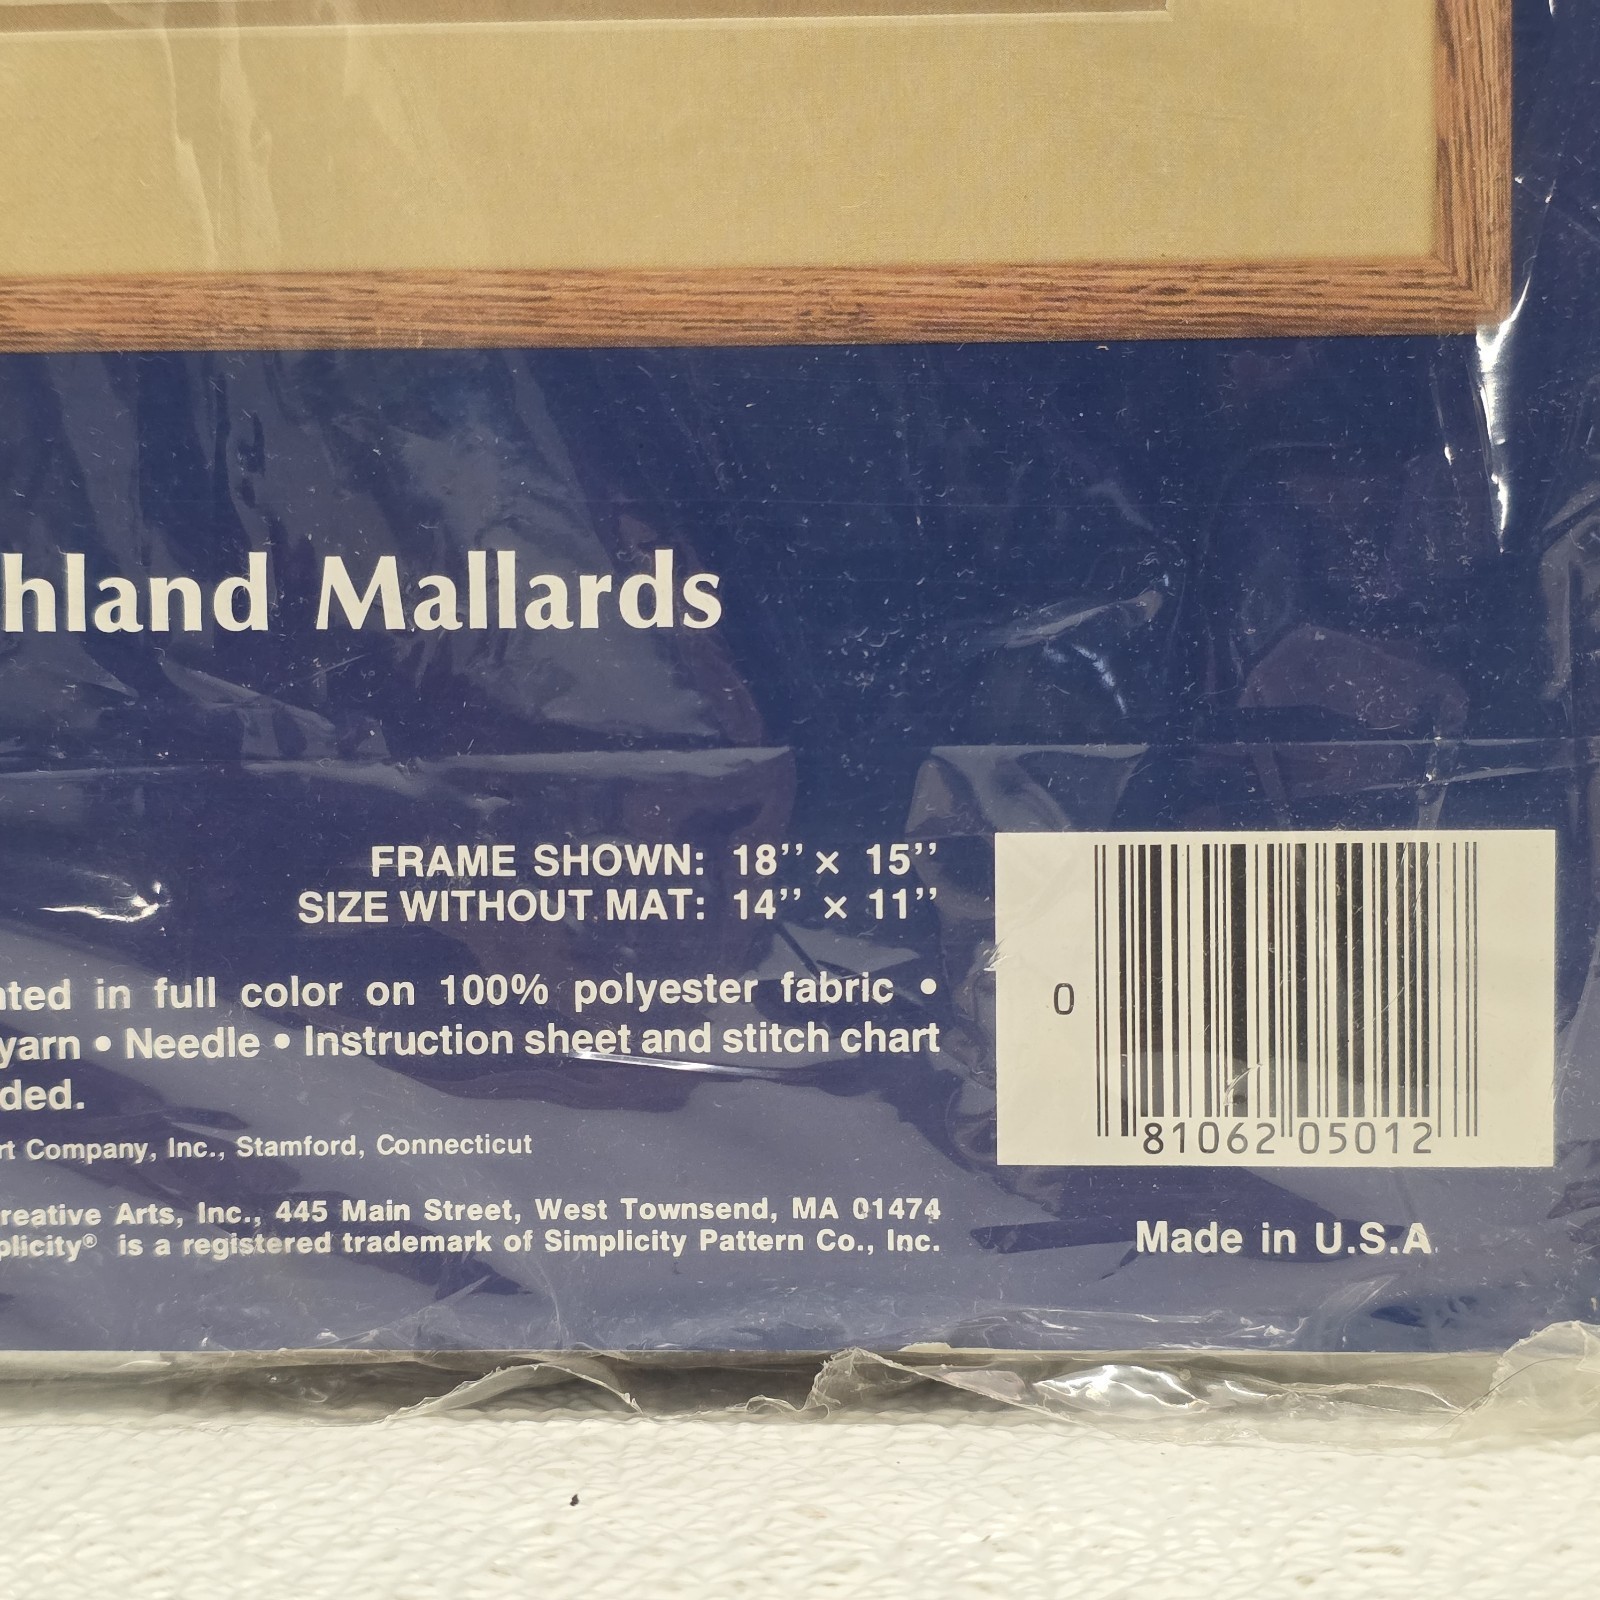 hland Mallards
FRAME SHOWN: 18’’ × 15’’
SIZE WITHOUT MAT: 14’’ × 11’’
nted in full color on 100% polyester fabric •
yarn • Needle • Instruction sheet and stitch chart
ded.
rt Company, Inc., Stamford, Connecticut
reative Arts, Inc., 445 Main Street, West Townsend, MA 01474
plicity® is a registered trademark of Simplicity Pattern Co., Inc.
0
81062 05012
Made in U.S.A.